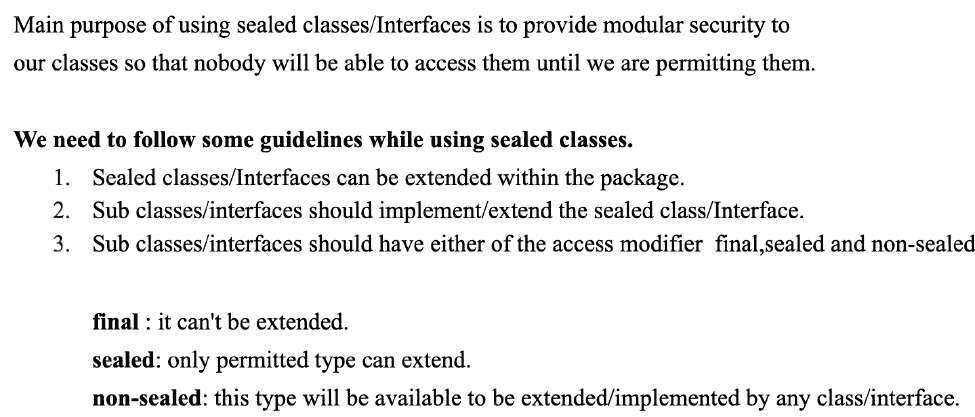 Main purpose of using sealed classes/Interfaces is to provide modular security to
our classes so that nobody will be able to access them until we are permitting them.
We need to follow some guidelines while using sealed classes.
1. Sealed classes/Interfaces can be extended within the package.
2. Sub classes/interfaces should implement/extend the sealed class/Interface.
3. Sub classes/interfaces should have either of the access modifier final,sealed and non-sealed
final : it can't be extended.
sealed: only permitted type can extend.
non-sealed: this type will be available to be extended/implemented by any class/interface.